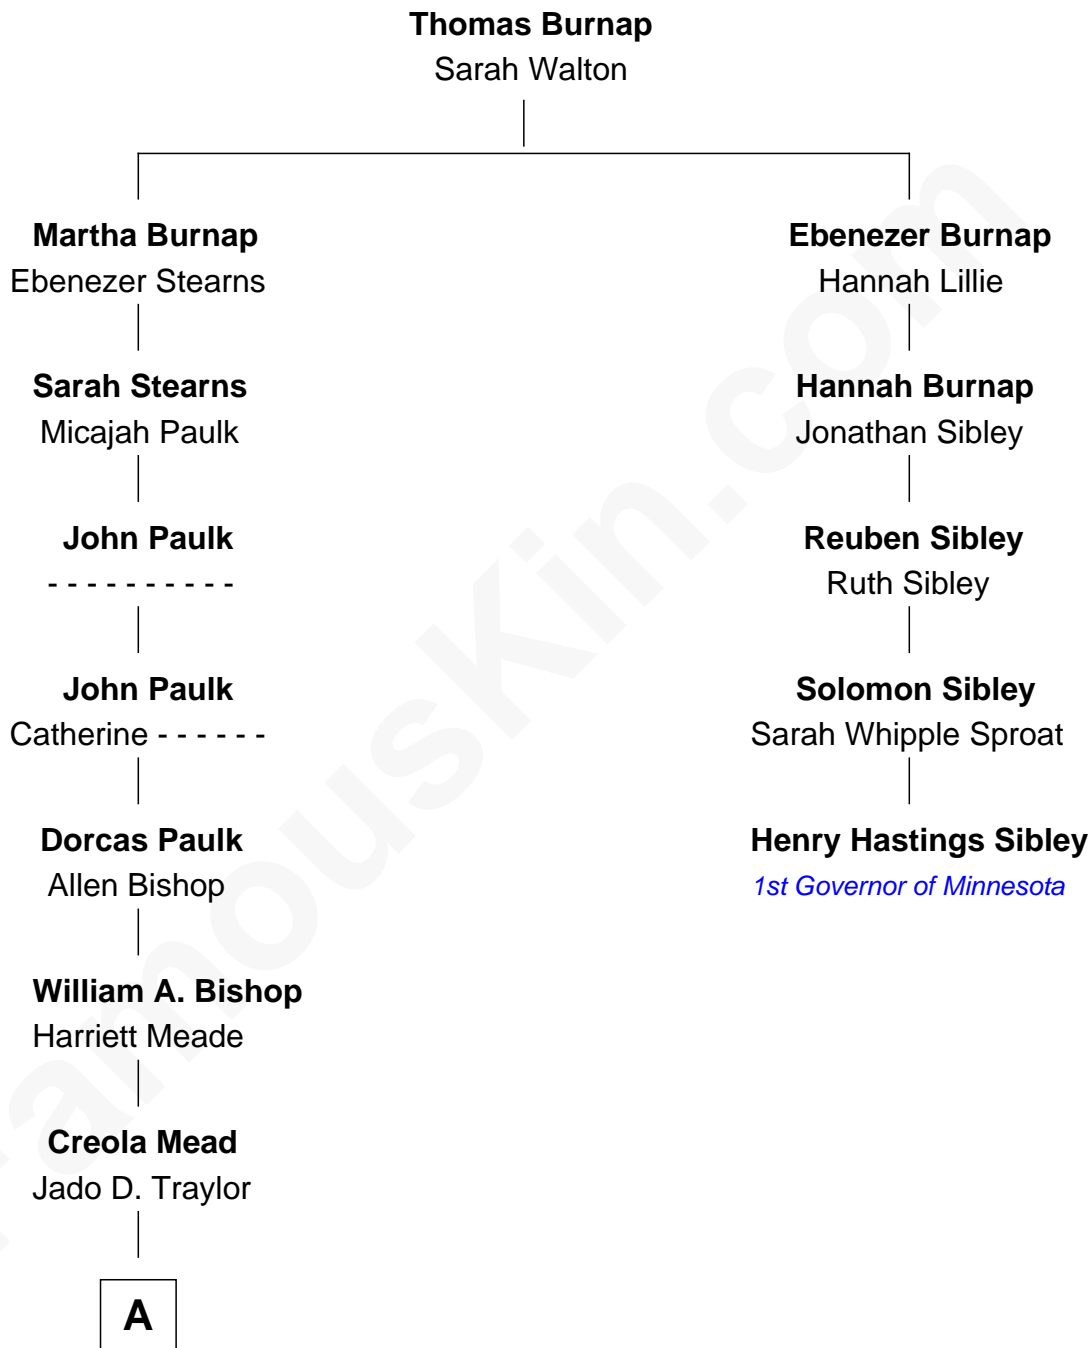 Thomas Burnap
Sarah Walton
Martha Burnap
Ebenezer Stearns
Ebenezer Burnap
Hannah Lillie
Sarah Stearns
Micajah Paulk
Hannah Burnap
Jonathan Sibley
John Paulk
- - - - - - - - - -
Reuben Sibley
Ruth Sibley
John Paulk
Catherine - - - - - -
Solomon Sibley
Sarah Whipple Sproat
Dorcas Paulk
Allen Bishop
Henry Hastings Sibley
1st Governor of Minnesota
William A. Bishop
Harriett Meade
Creola Mead
Jado D. Traylor
A
FamousKin.com